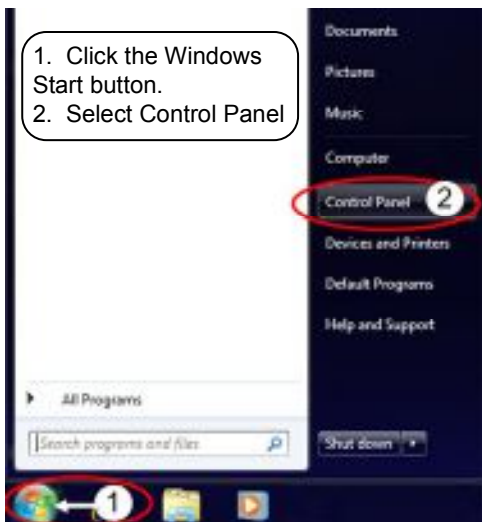 1. Click the Windows
Start button.
2. Select Control Panel
Documents
Pictures
Music
Computer
Control Panel 2
Devices and Printers
Default Programs
Help and Support
All Programs
Search programs and files
Shut down
1